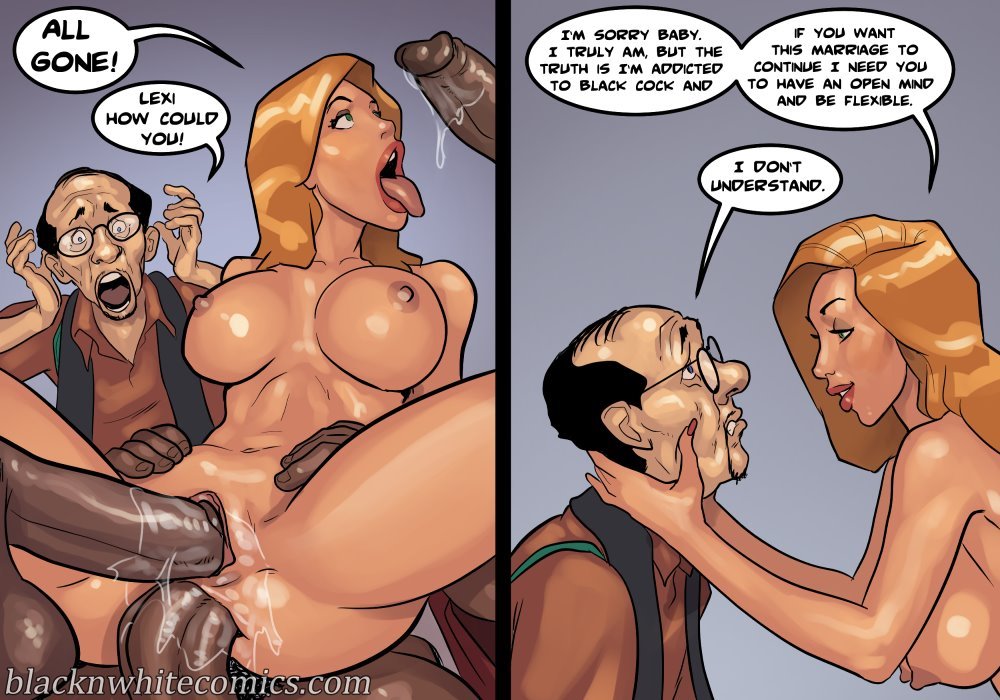 ALL
GONE!
LEXI
HOW COULD
YOU!
I'M SORRY BABY.
I TRULY AM, BUT THE
TRUTH IS I'M ADDICTED
TO BLACK COCK AND
IF YOU WANT
THIS MARRIAGE TO
CONTINUE I NEED YOU
TO HAVE AN OPEN MIND
AND BE FLEXIBLE.
I DON'T
UNDERSTAND.
blacknwhitecomics.com